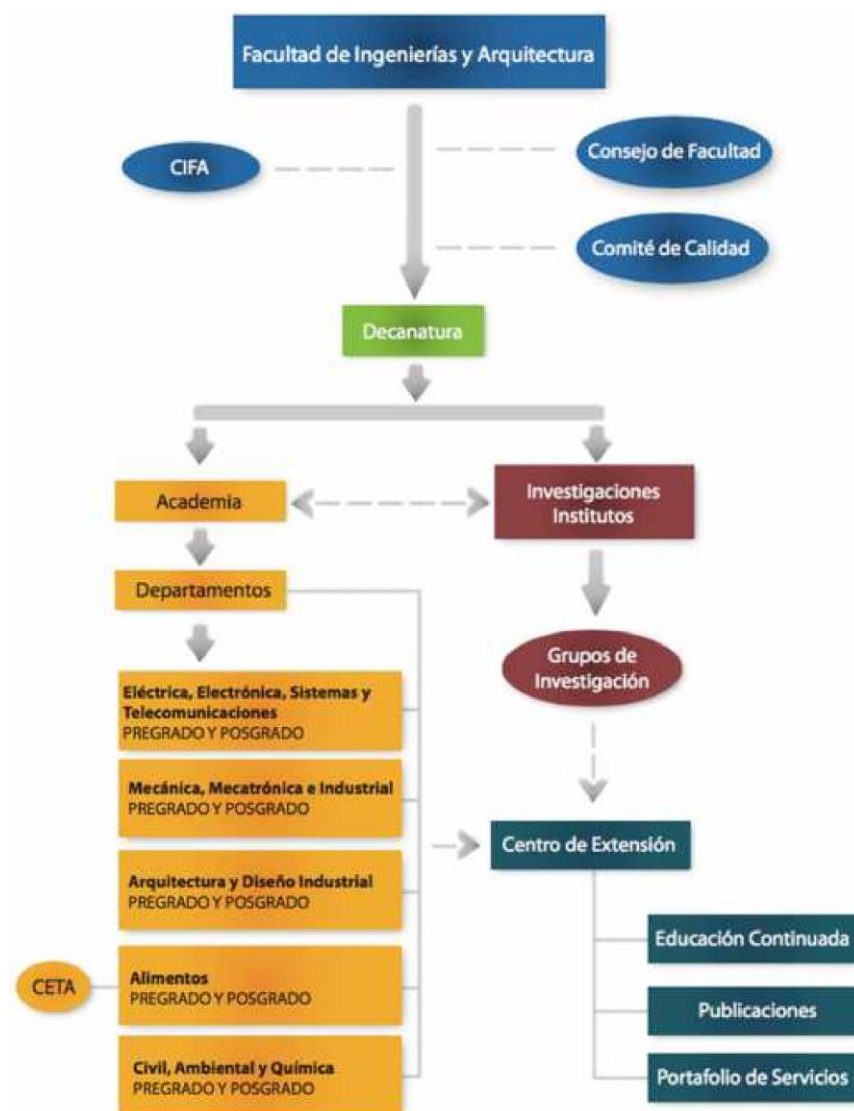 Facultad de Ingenierías y Arquitectura
CIFA
Consejo de Facultad
Comité de Calidad
Decanatura
Academia
Investigaciones
Institutos
Departamentos
Grupos de
Investigación
Eléctrica, Electrónica, Sistemas y
Telecomunicaciones
PREGRADO Y POSGRADO
Mecánica, Mecatrónica e Industrial
PREGRADO Y POSGRADO
Centro de Extensión
Arquitectura y Diseño Industrial
PREGRADO Y POSGRADO
Educación Continuada
CETA
Alimentos
PREGRADO Y POSGRADO
Publicaciones
Civil, Ambiental y Química
PREGRADO Y POSGRADO
Portafolio de Servicios